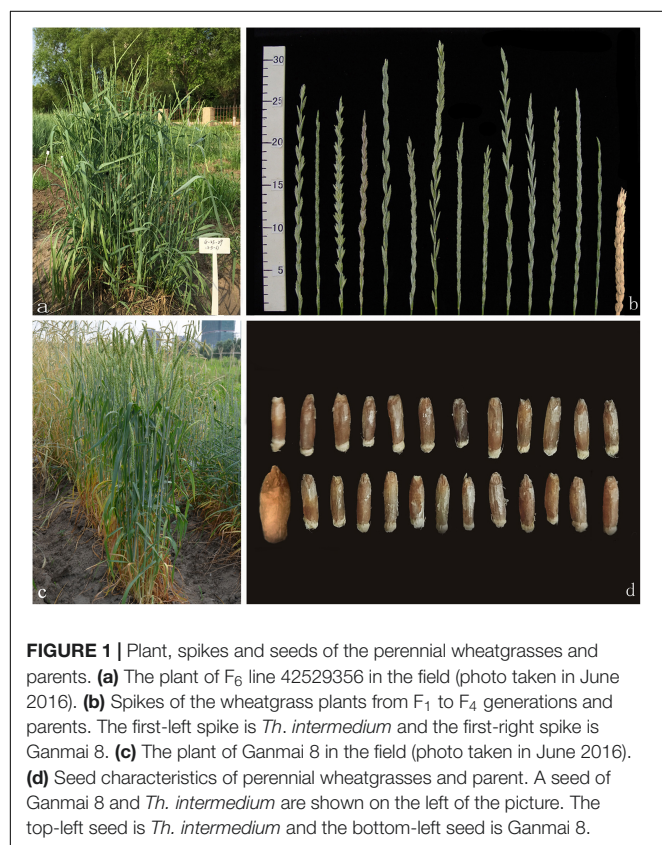 a
30
25
20
15
10
5
b
c
d
FIGURE 1 | Plant, spikes and seeds of the perennial wheatgrasses and
parents. (a) The plant of F6 line 42529356 in the field (photo taken in June
2016). (b) Spikes of the wheatgrass plants from F1 to F4 generations and
parents. The first-left spike is Th. intermedium and the first-right spike is
Ganmai 8. (c) The plant of Ganmai 8 in the field (photo taken in June 2016).
(d) Seed characteristics of perennial wheatgrasses and parent. A seed of
Ganmai 8 and Th. intermedium are shown on the left of the picture. The
top-left seed is Th. intermedium and the bottom-left seed is Ganmai 8.